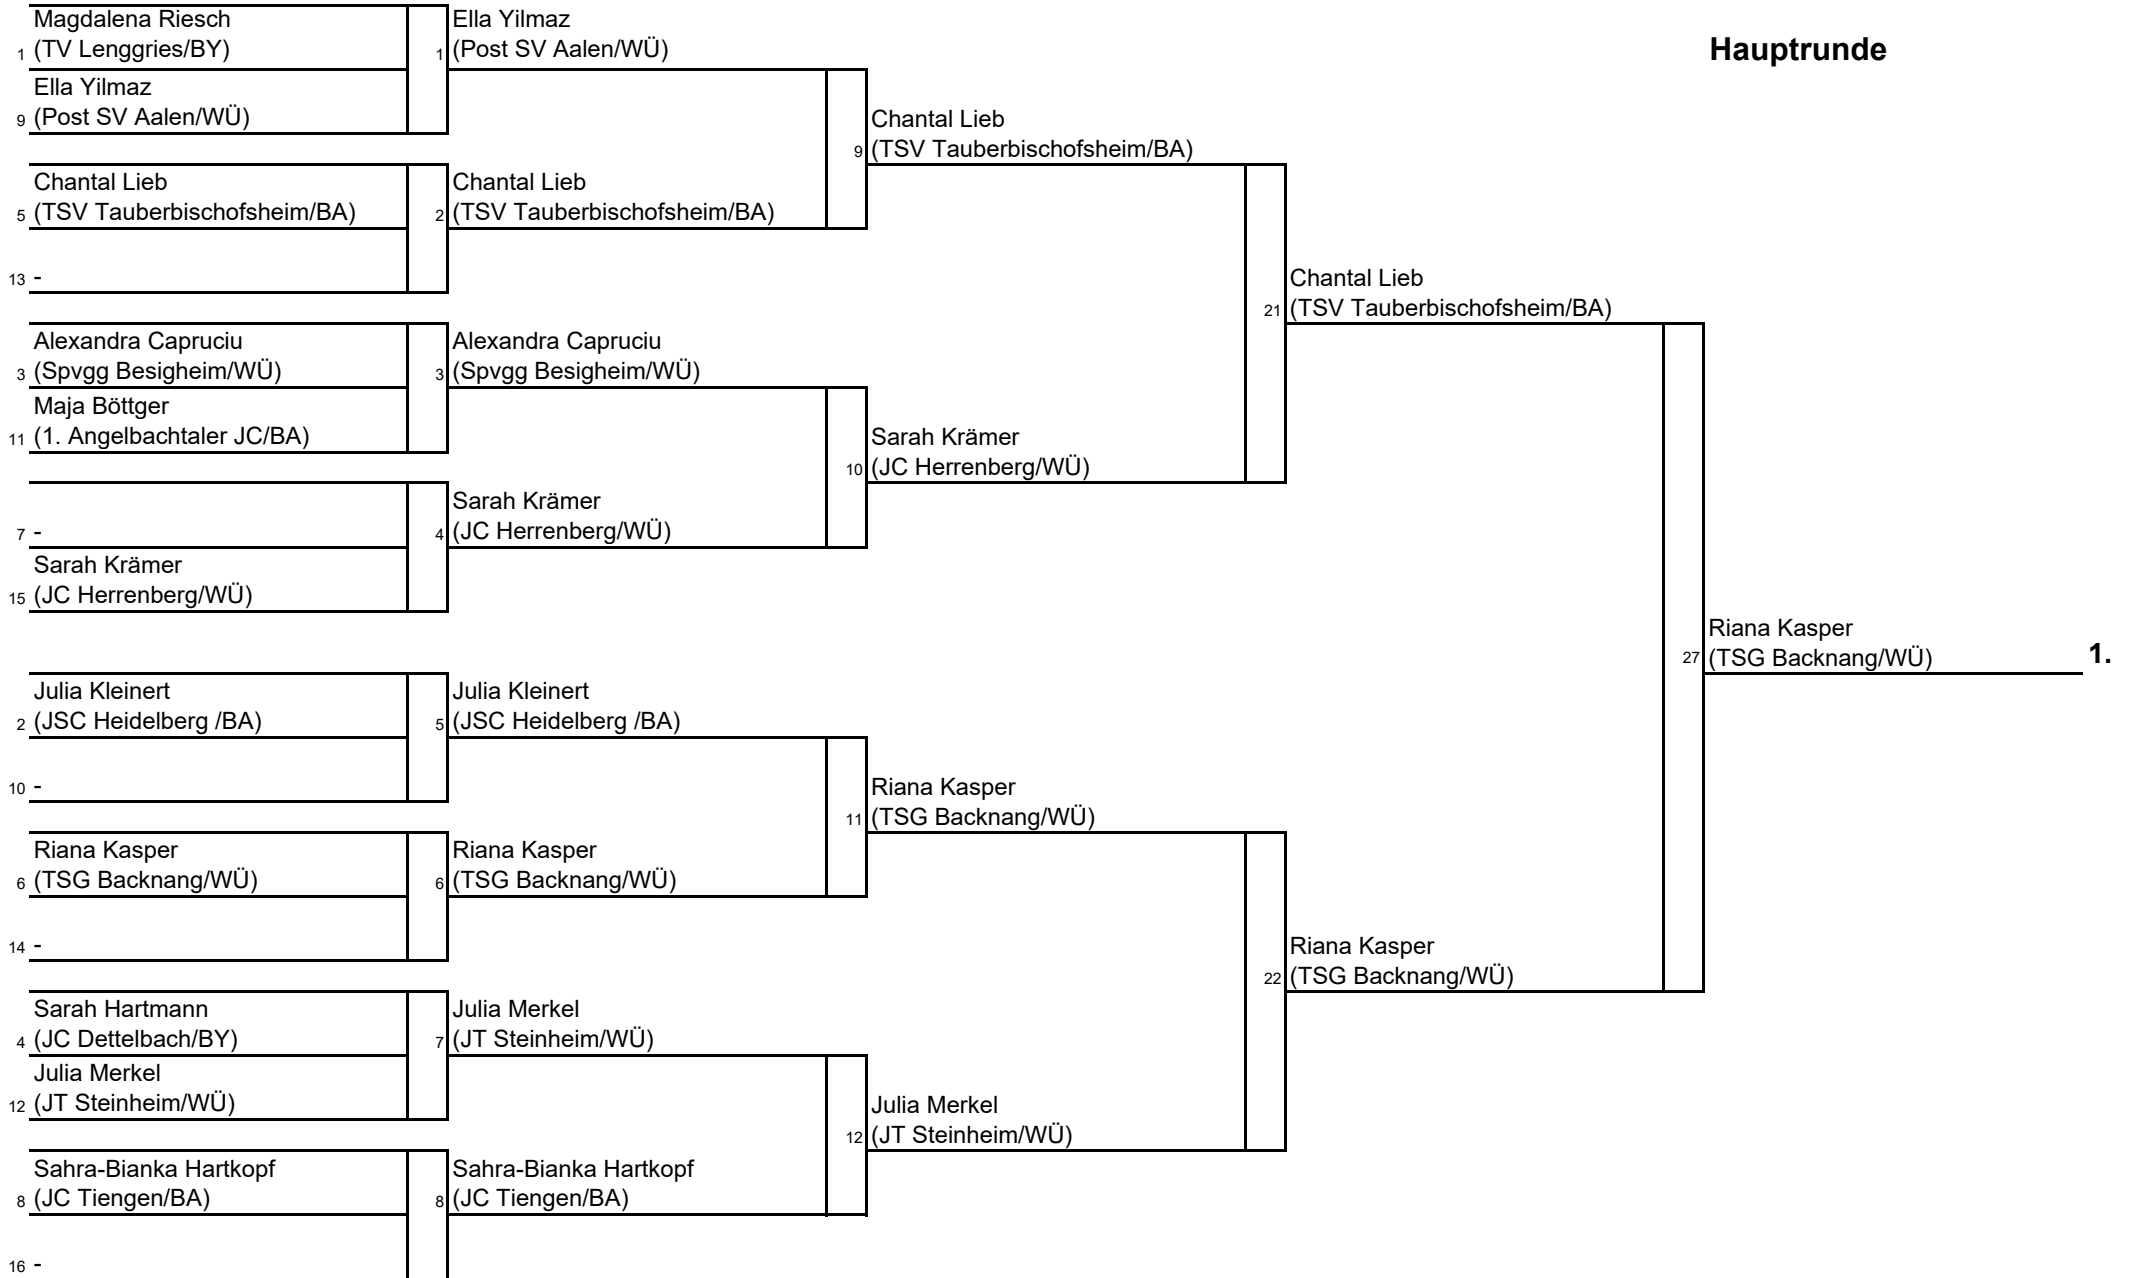 Hauptrunde
Magdalena Riesch
1 (TV Lenggries/BY)
Ella Yilmaz
9 (Post SV Aalen/WÜ)
Chantal Lieb
5 (TSV Tauberbischofsheim/BA)
13 -
Alexandra Capruciu
3 (Spvgg Besigheim/WÜ)
Maja Böttger
11 (1. Angelbachtaler JC/BA)
7 -
Sarah Krämer
15 (JC Herrenberg/WÜ)
Julia Kleinert
2 (JSC Heidelberg /BA)
10 -
Riana Kasper
6 (TSG Backnang/WÜ)
14 -
Sarah Hartmann
4 (JC Dettelbach/BY)
Julia Merkel
12 (JT Steinheim/WÜ)
Sahra-Bianka Hartkopf
8 (JC Tiengen/BA)
16 -
Ella Yilmaz
1 (Post SV Aalen/WÜ)
Chantal Lieb
2 (TSV Tauberbischofsheim/BA)
Alexandra Capruciu
3 (Spvgg Besigheim/WÜ)
Sarah Krämer
4 (JC Herrenberg/WÜ)
Julia Kleinert
5 (JSC Heidelberg /BA)
Riana Kasper
6 (TSG Backnang/WÜ)
Julia Merkel
7 (JT Steinheim/WÜ)
Sahra-Bianka Hartkopf
8 (JC Tiengen/BA)
Chantal Lieb
9 (TSV Tauberbischofsheim/BA)
Sarah Krämer
10 (JC Herrenberg/WÜ)
Riana Kasper
11 (TSG Backnang/WÜ)
Julia Merkel
12 (JT Steinheim/WÜ)
Chantal Lieb
21 (TSV Tauberbischofsheim/BA)
Riana Kasper
22 (TSG Backnang/WÜ)
Riana Kasper
27 (TSG Backnang/WÜ) 1.